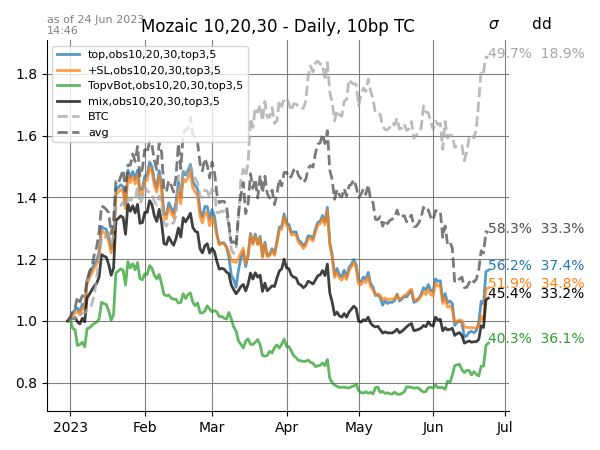 as of 24 Jun 2023
14:46
Mozaic 10,20,30 - Daily, 10bp TC
σ dd
top,obs10,20,30,top3,5
+SL,obs10,20,30,top3,5
TopvBot,obs10,20,30,top3,5
mix,obs10,20,30,top3,5
BTC
avg
49.7% 18.9%
58.3% 33.3%
56.2% 37.4%
51.9% 34.8%
45.4% 33.2%
40.3% 36.1%
1.8
1.6
1.4
1.2
1.0
0.8
2023 Feb Mar Apr May Jun Jul